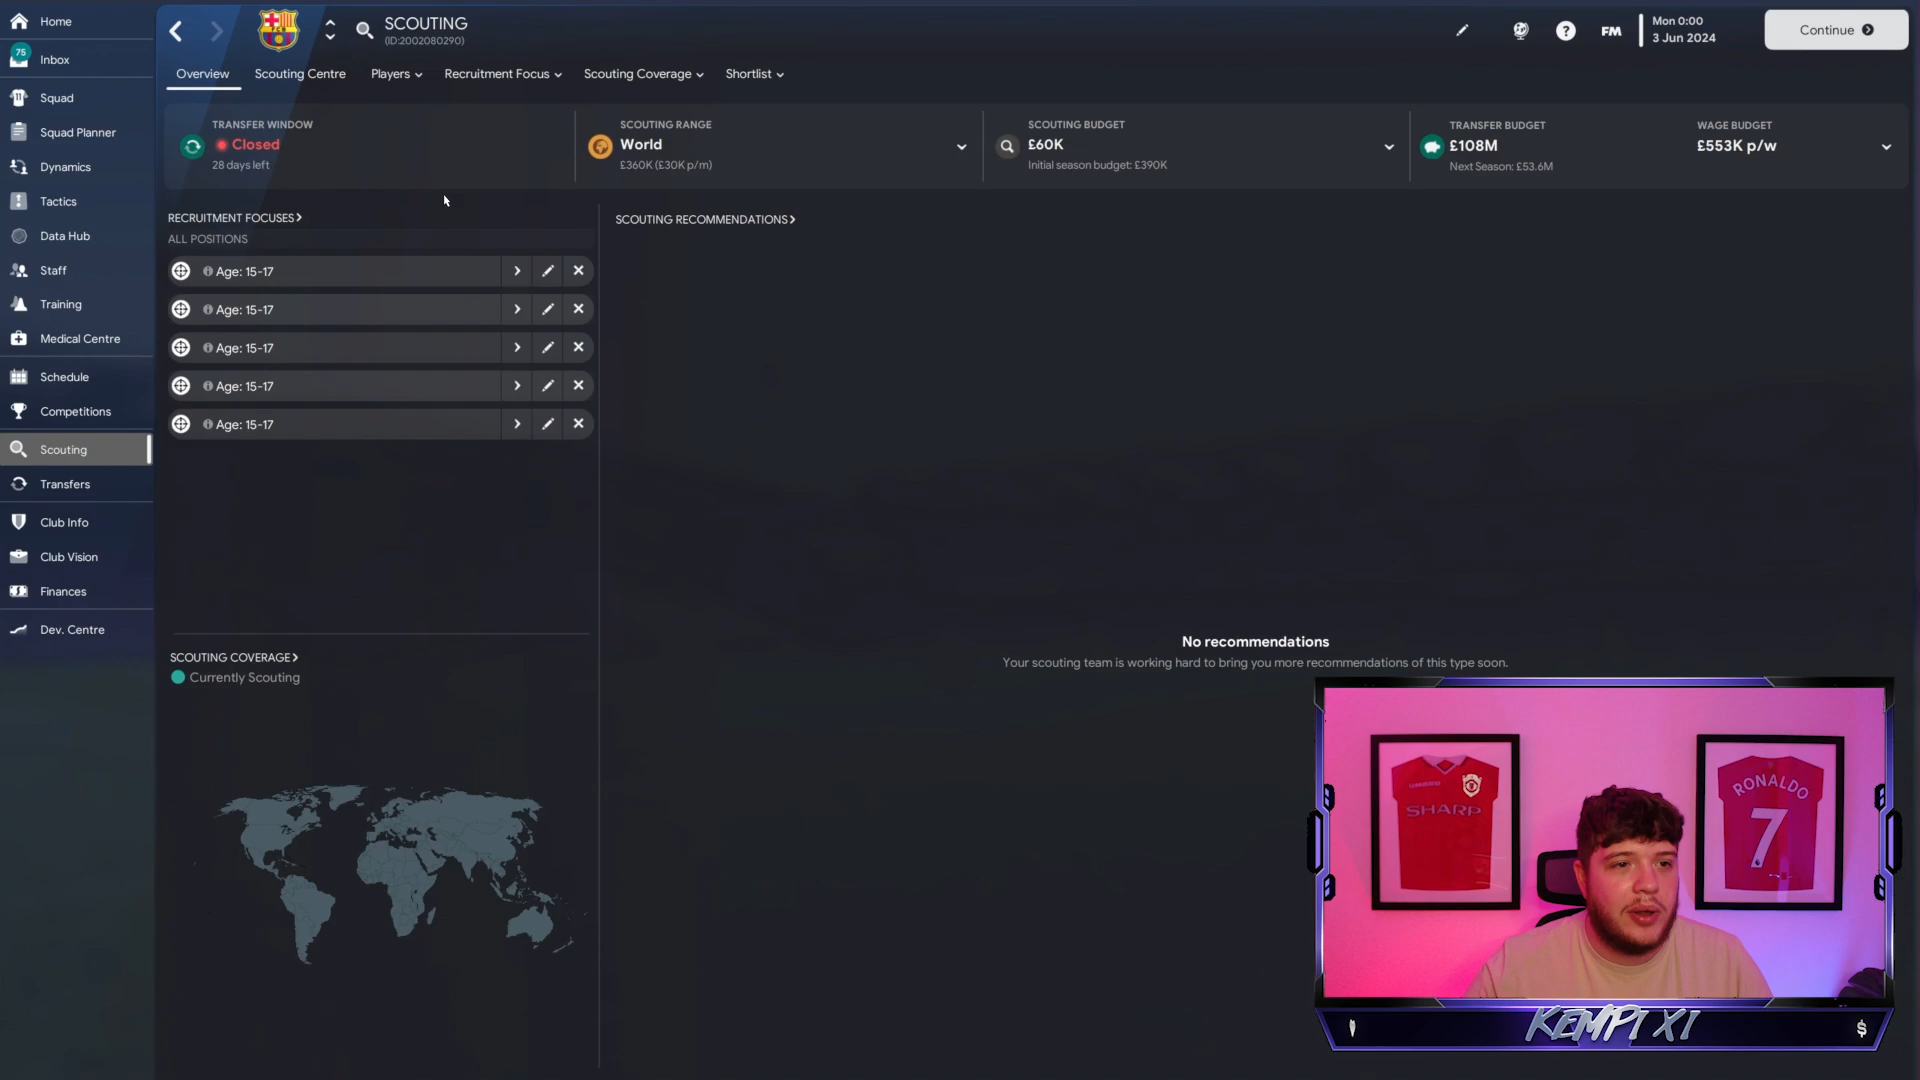 Home
75
Inbox
Squad
Squad Planner
Dynamics
Tactics
Data Hub
Staff
Training
Medical Centre
Schedule
Competitions
Scouting
Transfers
Club Info
Club Vision
Finances
Dev. Centre
SCOUTING
(ID:2002080290)
FM
Mon 0:00
3 Jun 2024
Continue
Overview
Scouting Centre
Players
Recruitment Focus
Scouting Coverage
Shortlist
TRANSFER WINDOW
Closed
28 days left
SCOUTING RANGE
World
£360K (£30K p/m)
SCOUTING BUDGET
£60K
Initial season budget: £390K
TRANSFER BUDGET
£108M
Next Season: £53.6M
WAGE BUDGET
£553K p/w
RECRUITMENT FOCUSES
ALL POSITIONS
Age: 15-17
Age: 15-17
Age: 15-17
Age: 15-17
Age: 15-17
SCOUTING COVERAGE
Currently Scouting
SCOUTING RECOMMENDATIONS
No recommendations
Your scouting team is working hard to bring you more recommendations of this type soon.
UMBRO
SHARP
RONALDO
7
KEMPI XI
$